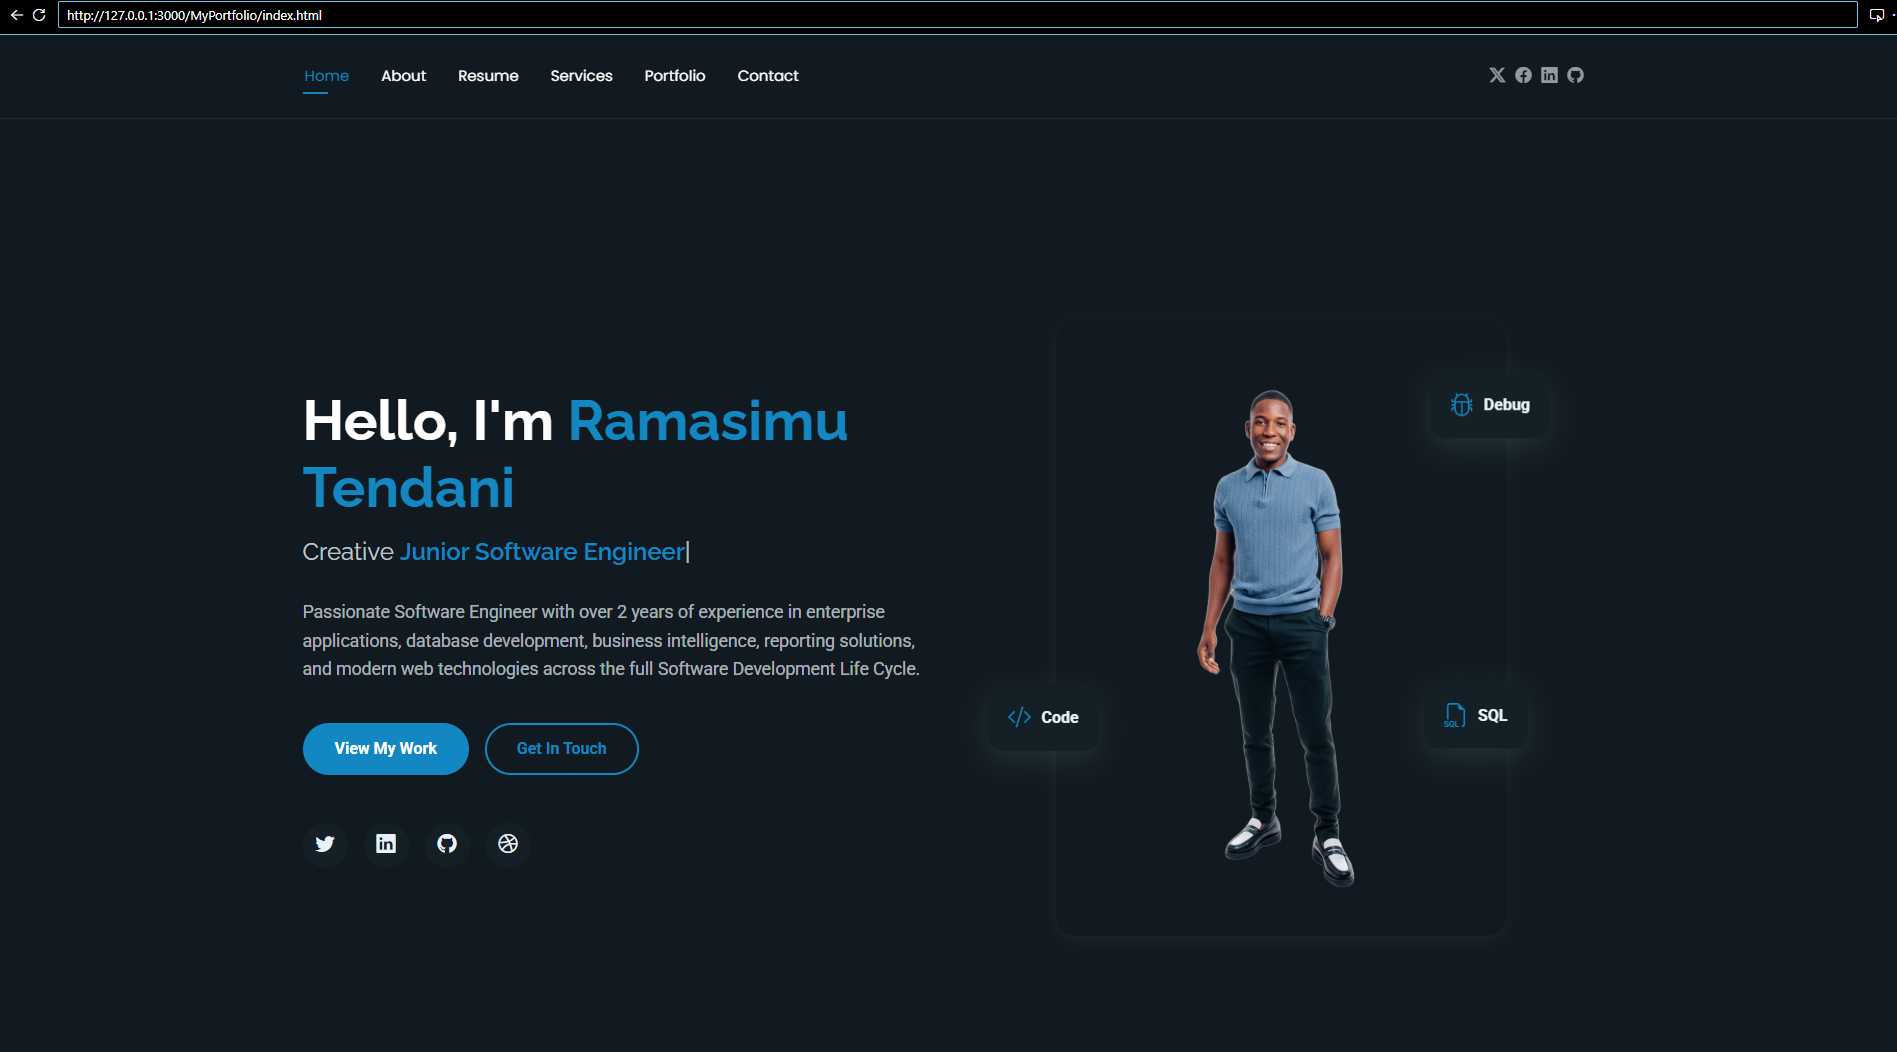 http://127.0.0.1:3000/MyPortfolio/index.html
Home About Resume Services Portfolio Contact
Hello, I'm Ramasimu
Tendani
Creative Junior Software Engineer|
Passionate Software Engineer with over 2 years of experience in enterprise
applications, database development, business intelligence, reporting solutions,
and modern web technologies across the full Software Development Life Cycle.
View My Work Get In Touch
Debug
</> Code
SQL SQL